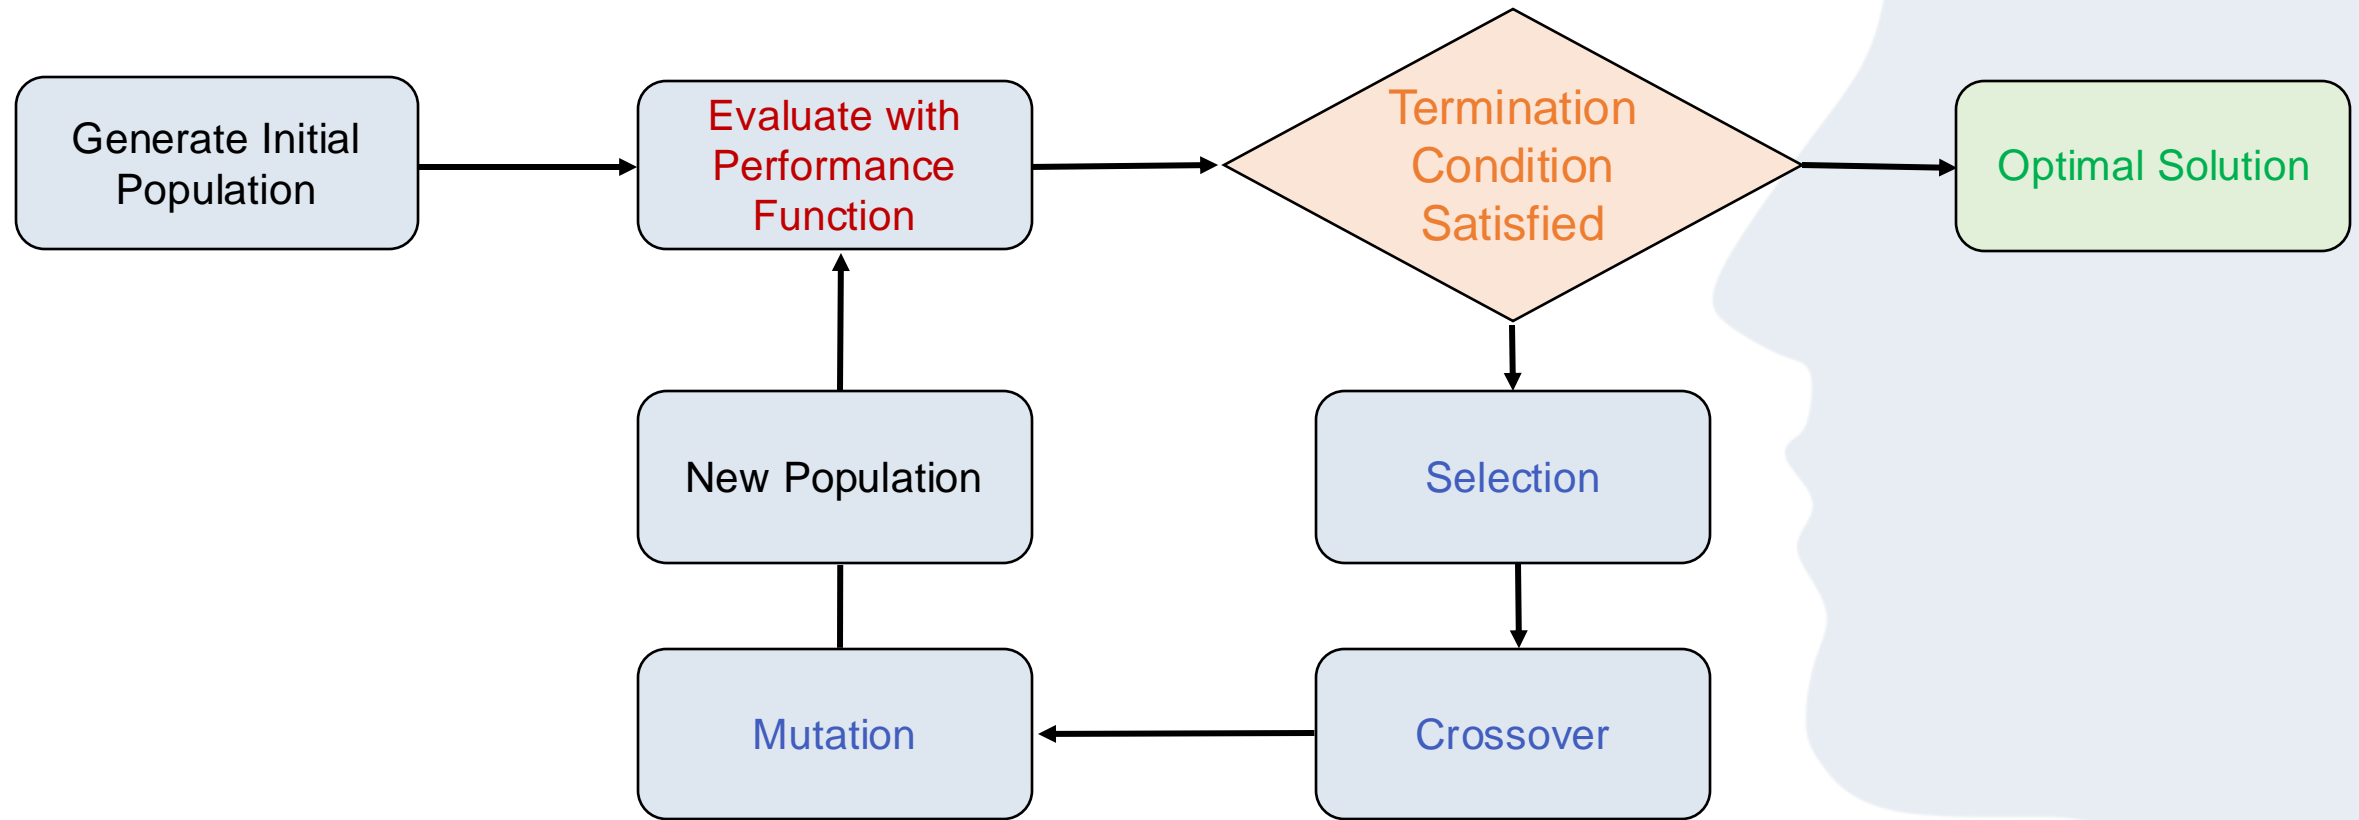 Generate Initial
Population
Evaluate with
Performance
Function
Termination
Condition
Satisfied
Optimal Solution
New Population
Selection
Mutation
Crossover